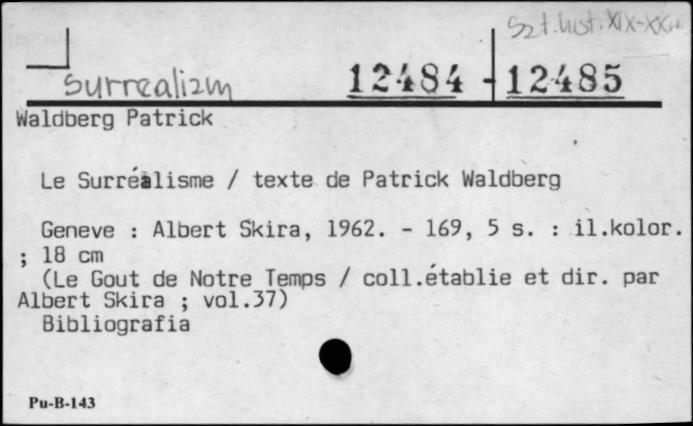 Szt. hist. XIX-XX w.
surrealizm 12484 - 12485
Waldberg Patrick
Le Surréalisme / texte de Patrick Waldberg
Geneve : Albert Skira, 1962. - 169, 5 s. : il.kolor.
; 18 cm
(Le Gout de Notre Temps / coll.établie et dir. par
Albert Skira ; vol.37)
Bibliografia
Pu-B-143